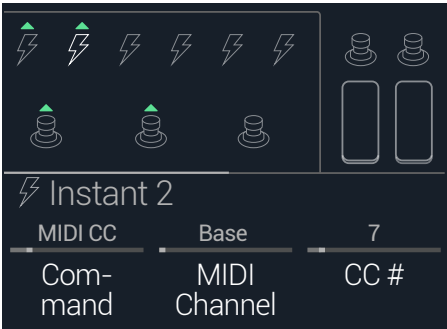 Instant 2
MIDI CC Base 7
Com- MIDI CC #
mand Channel